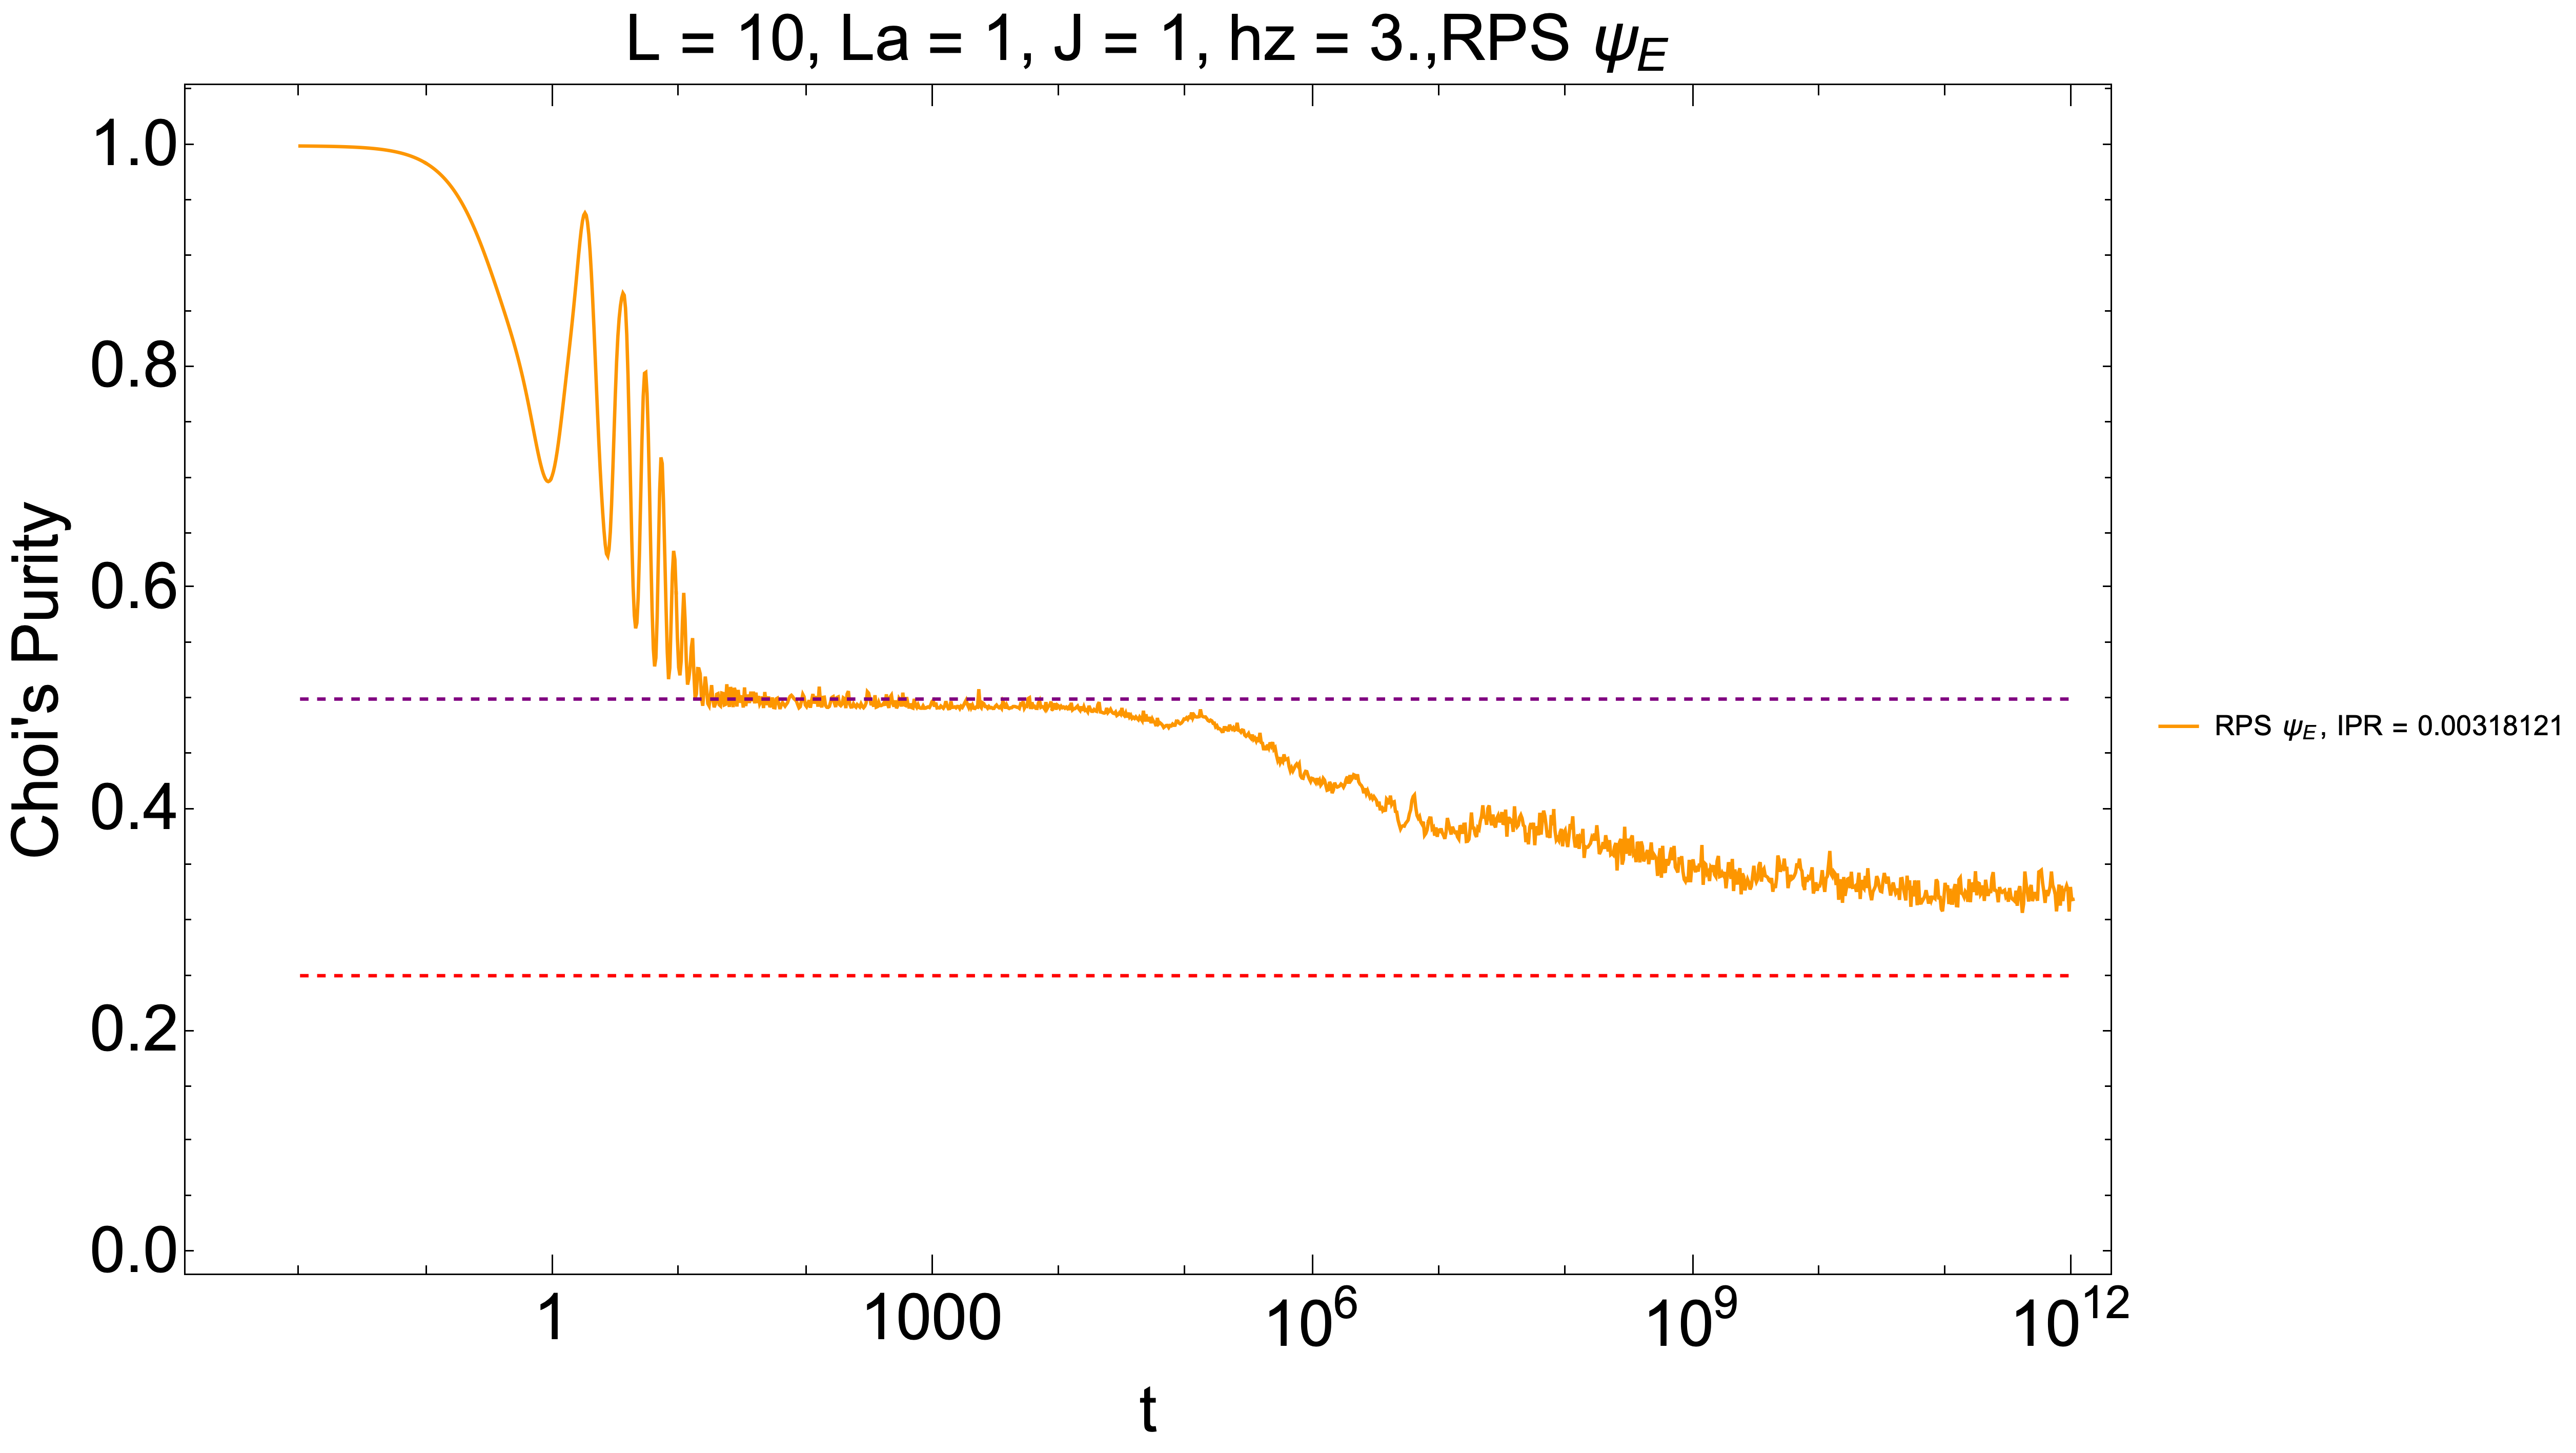 L = 10, La = 1, J = 1, hz = 3.,RPS ψE
Choi's Purity
1.0
0.8
0.6
0.4
0.2
0.0
1
1000
10^6
10^9
10^12
t
RPS ψE, IPR = 0.00318121